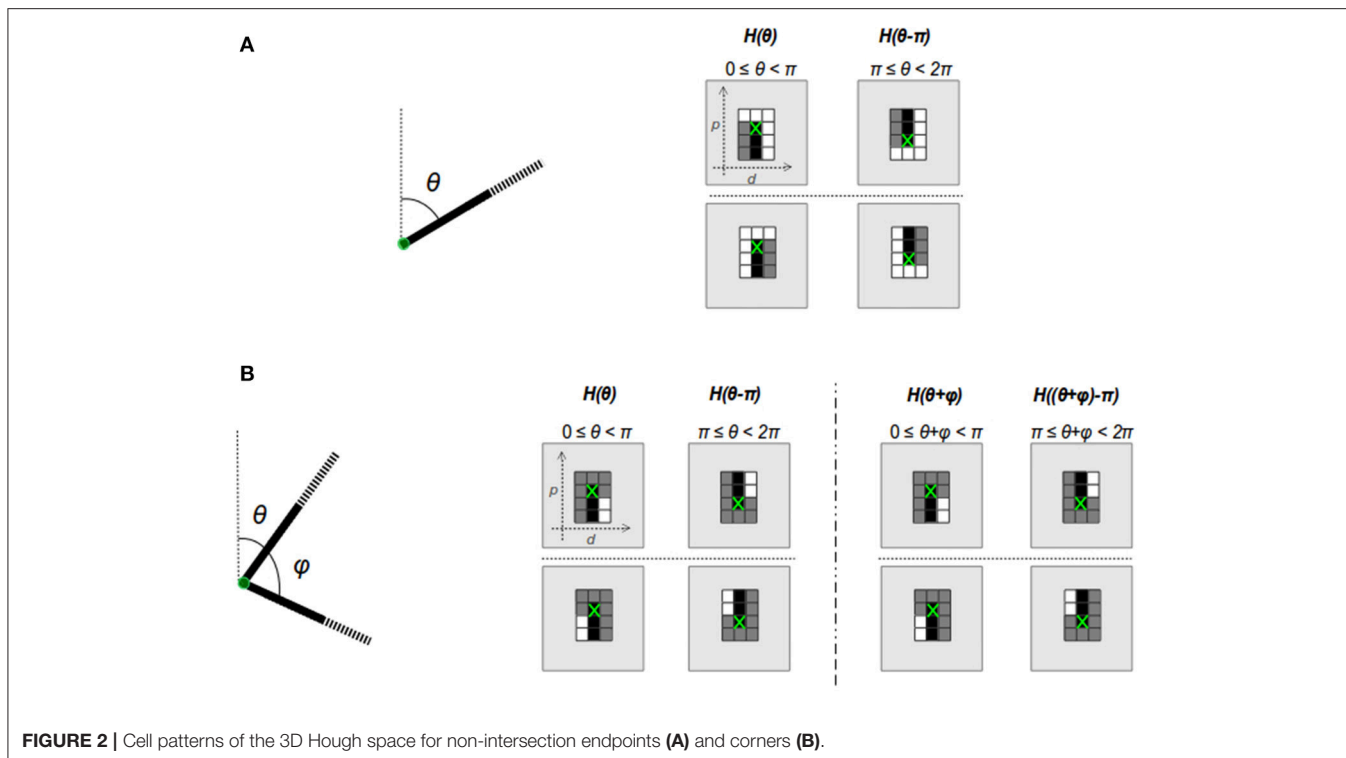 A
H(θ)
H(θ-π)
0 ≤ θ < π
π ≤ θ < 2π
p
d
θ
B
H(θ)
H(θ-π)
H(θ+φ)
H((θ+φ)-π)
0 ≤ θ < π
π ≤ θ < 2π
0 ≤ θ+φ < π
π ≤ θ+φ < 2π
p
d
θ
φ
FIGURE 2 | Cell patterns of the 3D Hough space for non-intersection endpoints (A) and corners (B).